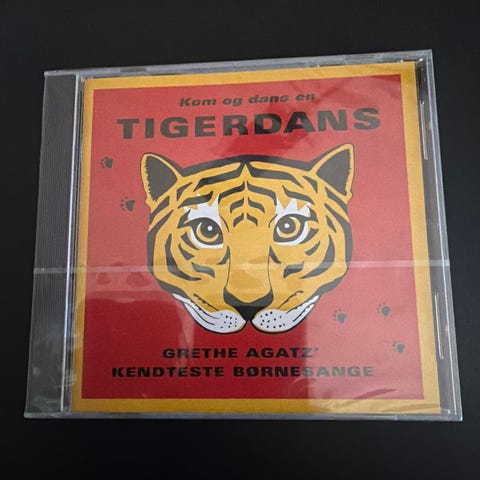 Kom og dans en
TIGERDANS
GRETHE AGATZ'
KENDTESTE BØRNESANGE